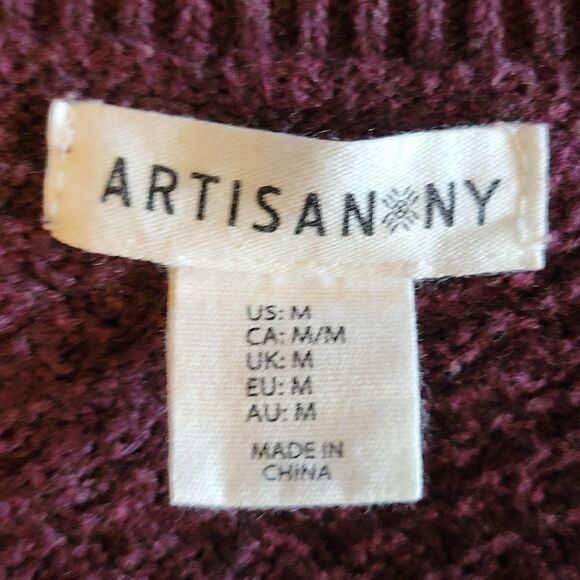 ARTISAN NY
US: M
CA: M/M
UK: M
EU: M
AU: M
MADE IN
CHINA